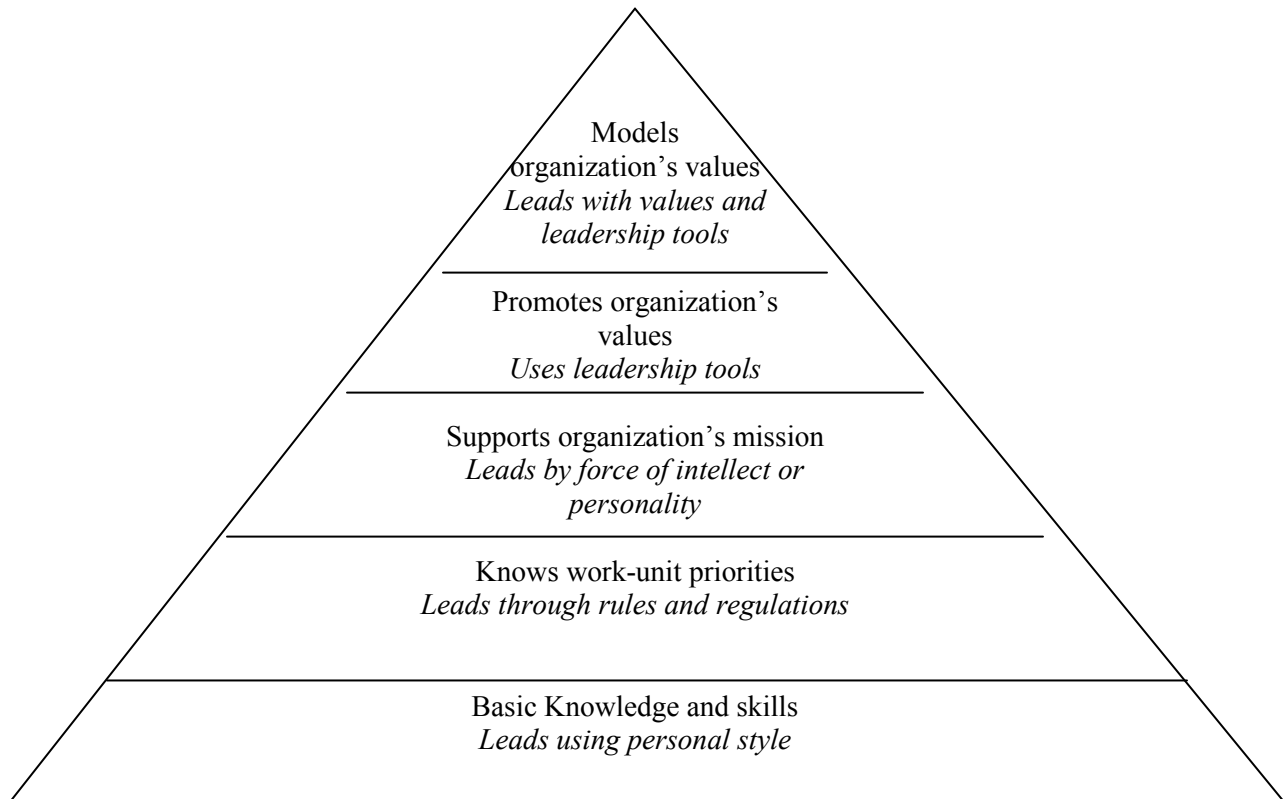 Models
organization’s values
Leads with values and
leadership tools
Promotes organization’s
values
Uses leadership tools
Supports organization’s mission
Leads by force of intellect or
personality
Knows work-unit priorities
Leads through rules and regulations
Basic Knowledge and skills
Leads using personal style